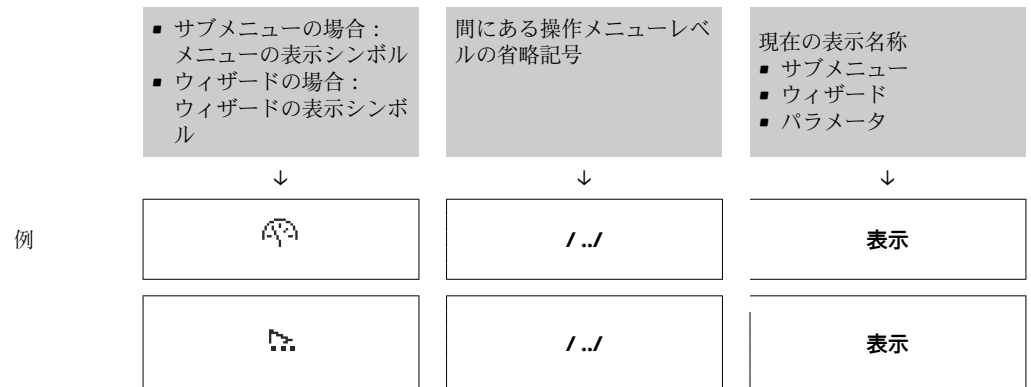 ▪ サブメニューの場合：
メニューの表示シンボル
▪ ウィザードの場合：
ウィザードの表示シンボ
ル
間にある操作メニューレベ
ルの省略記号
現在の表示名称
▪ サブメニュー
▪ ウィザード
▪ パラメータ
↓ ↓ ↓
例
/ ../ 表示
/ ../ 表示